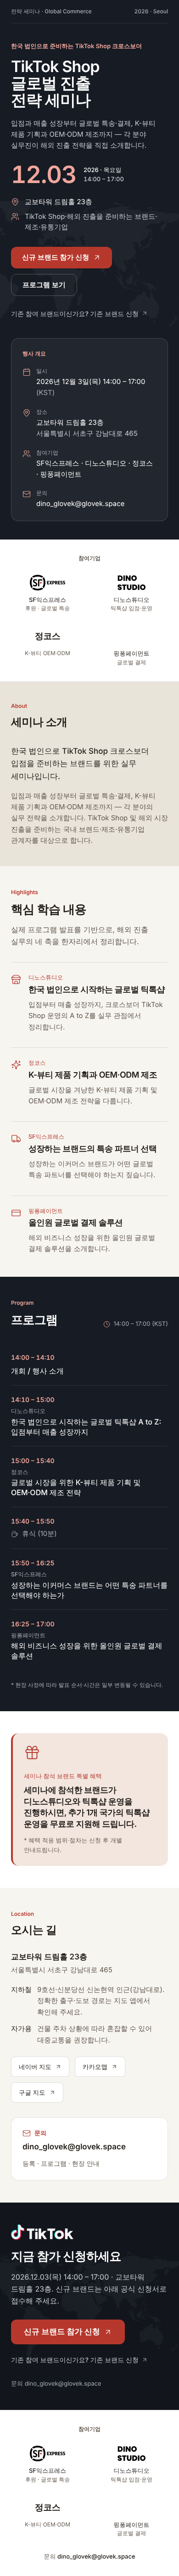 전략 세미나 · Global Commerce
2026 · Seoul
한국 법인으로 준비하는 TikTok Shop 크로스보더
TikTok Shop
글로벌 진출
전략 세미나
입점과 매출 성장부터 글로벌 특송·결제, K-뷰티
제품 기획과 OEM·ODM 제조까지 — 각 분야
실무진이 해외 진출 전략을 직접 소개합니다.
12.03
2026 · 목요일
14:00 – 17:00
교보타워 드림홀 23층
TikTok Shop·해외 진출을 준비하는 브랜드·
제조·유통기업
신규 브랜드 참가 신청 ↗
프로그램 보기
기존 참여 브랜드이신가요? 기존 브랜드 신청 ↗
행사 개요
일시
2026년 12월 3일(목) 14:00 – 17:00
(KST)
장소
교보타워 드림홀 23층
서울특별시 서초구 강남대로 465
참여기업
SF익스프레스 · 디노스튜디오 · 정코스
· 핑퐁페이먼트
문의
dino_glovek@glovek.space
참여기업
SF EXPRESS
DINO
STUDIO
SF익스프레스
디노스튜디오
후원 · 글로벌 특송
틱톡샵 입점·운영
정코스
K-뷰티 OEM·ODM
핑퐁페이먼트
글로벌 결제
About
세미나 소개
한국 법인으로 TikTok Shop 크로스보더
입점을 준비하는 브랜드를 위한 실무
세미나입니다.
입점과 매출 성장부터 글로벌 특송·결제, K-뷰티
제품 기획과 OEM·ODM 제조까지 — 각 분야의
실무 전략을 소개합니다. TikTok Shop 및 해외 시장
진출을 준비하는 국내 브랜드·제조·유통기업
관계자를 대상으로 합니다.
Highlights
핵심 학습 내용
실제 프로그램 발표를 기반으로, 해외 진출
실무의 네 축을 한자리에서 정리합니다.
디노스튜디오
한국 법인으로 시작하는 글로벌 틱톡샵
입점부터 매출 성장까지, 크로스보더 TikTok
Shop 운영의 A to Z를 실무 관점에서
정리합니다.
정코스
K-뷰티 제품 기획과 OEM·ODM 제조
글로벌 시장을 겨냥한 K-뷰티 제품 기획 및
OEM·ODM 제조 전략을 다룹니다.
SF익스프레스
성장하는 브랜드의 특송 파트너 선택
성장하는 이커머스 브랜드가 어떤 글로벌
특송 파트너를 선택해야 하는지 짚습니다.
핑퐁페이먼트
올인원 글로벌 결제 솔루션
해외 비즈니스 성장을 위한 올인원 글로벌
결제 솔루션을 소개합니다.
Program
프로그램
14:00 – 17:00 (KST)
14:00 – 14:10
개회 / 행사 소개
14:10 – 15:00
디노스튜디오
한국 법인으로 시작하는 글로벌 틱톡샵 A to Z:
입점부터 매출 성장까지
15:00 – 15:40
정코스
글로벌 시장을 위한 K-뷰티 제품 기획 및
OEM·ODM 제조 전략
15:40 – 15:50
휴식 (10분)
15:50 – 16:25
SF익스프레스
성장하는 이커머스 브랜드는 어떤 특송 파트너를
선택해야 하는가
16:25 – 17:00
핑퐁페이먼트
해외 비즈니스 성장을 위한 올인원 글로벌 결제
솔루션
* 현장 사정에 따라 발표 순서·시간은 일부 변동될 수 있습니다.
세미나 참석 브랜드 특별 혜택
세미나에 참석한 브랜드가
디노스튜디오와 틱톡샵 운영을
진행하시면, 추가 1개 국가의 틱톡샵
운영을 무료로 지원해 드립니다.
* 혜택 적용 범위·절차는 신청 후 개별
안내드립니다.
Location
오시는 길
교보타워 드림홀 23층
서울특별시 서초구 강남대로 465
지하철 9호선·신분당선 신논현역 인근(강남대로).
정확한 출구·도보 경로는 지도 앱에서
확인해 주세요.
자가용 건물 주차 상황에 따라 혼잡할 수 있어
대중교통을 권장합니다.
네이버 지도 ↗
카카오맵 ↗
구글 지도 ↗
문의
dino_glovek@glovek.space
등록 · 프로그램 · 현장 안내
TikTok
지금 참가 신청하세요
2026.12.03(목) 14:00 – 17:00 · 교보타워
드림홀 23층. 신규 브랜드는 아래 공식 신청서로
접수해 주세요.
신규 브랜드 참가 신청 ↗
기존 참여 브랜드이신가요? 기존 브랜드 신청 ↗
문의 dino_glovek@glovek.space
참여기업
SF EXPRESS
DINO
STUDIO
SF익스프레스
디노스튜디오
후원 · 글로벌 특송
틱톡샵 입점·운영
정코스
K-뷰티 OEM·ODM
핑퐁페이먼트
글로벌 결제
문의 dino_glovek@glovek.space